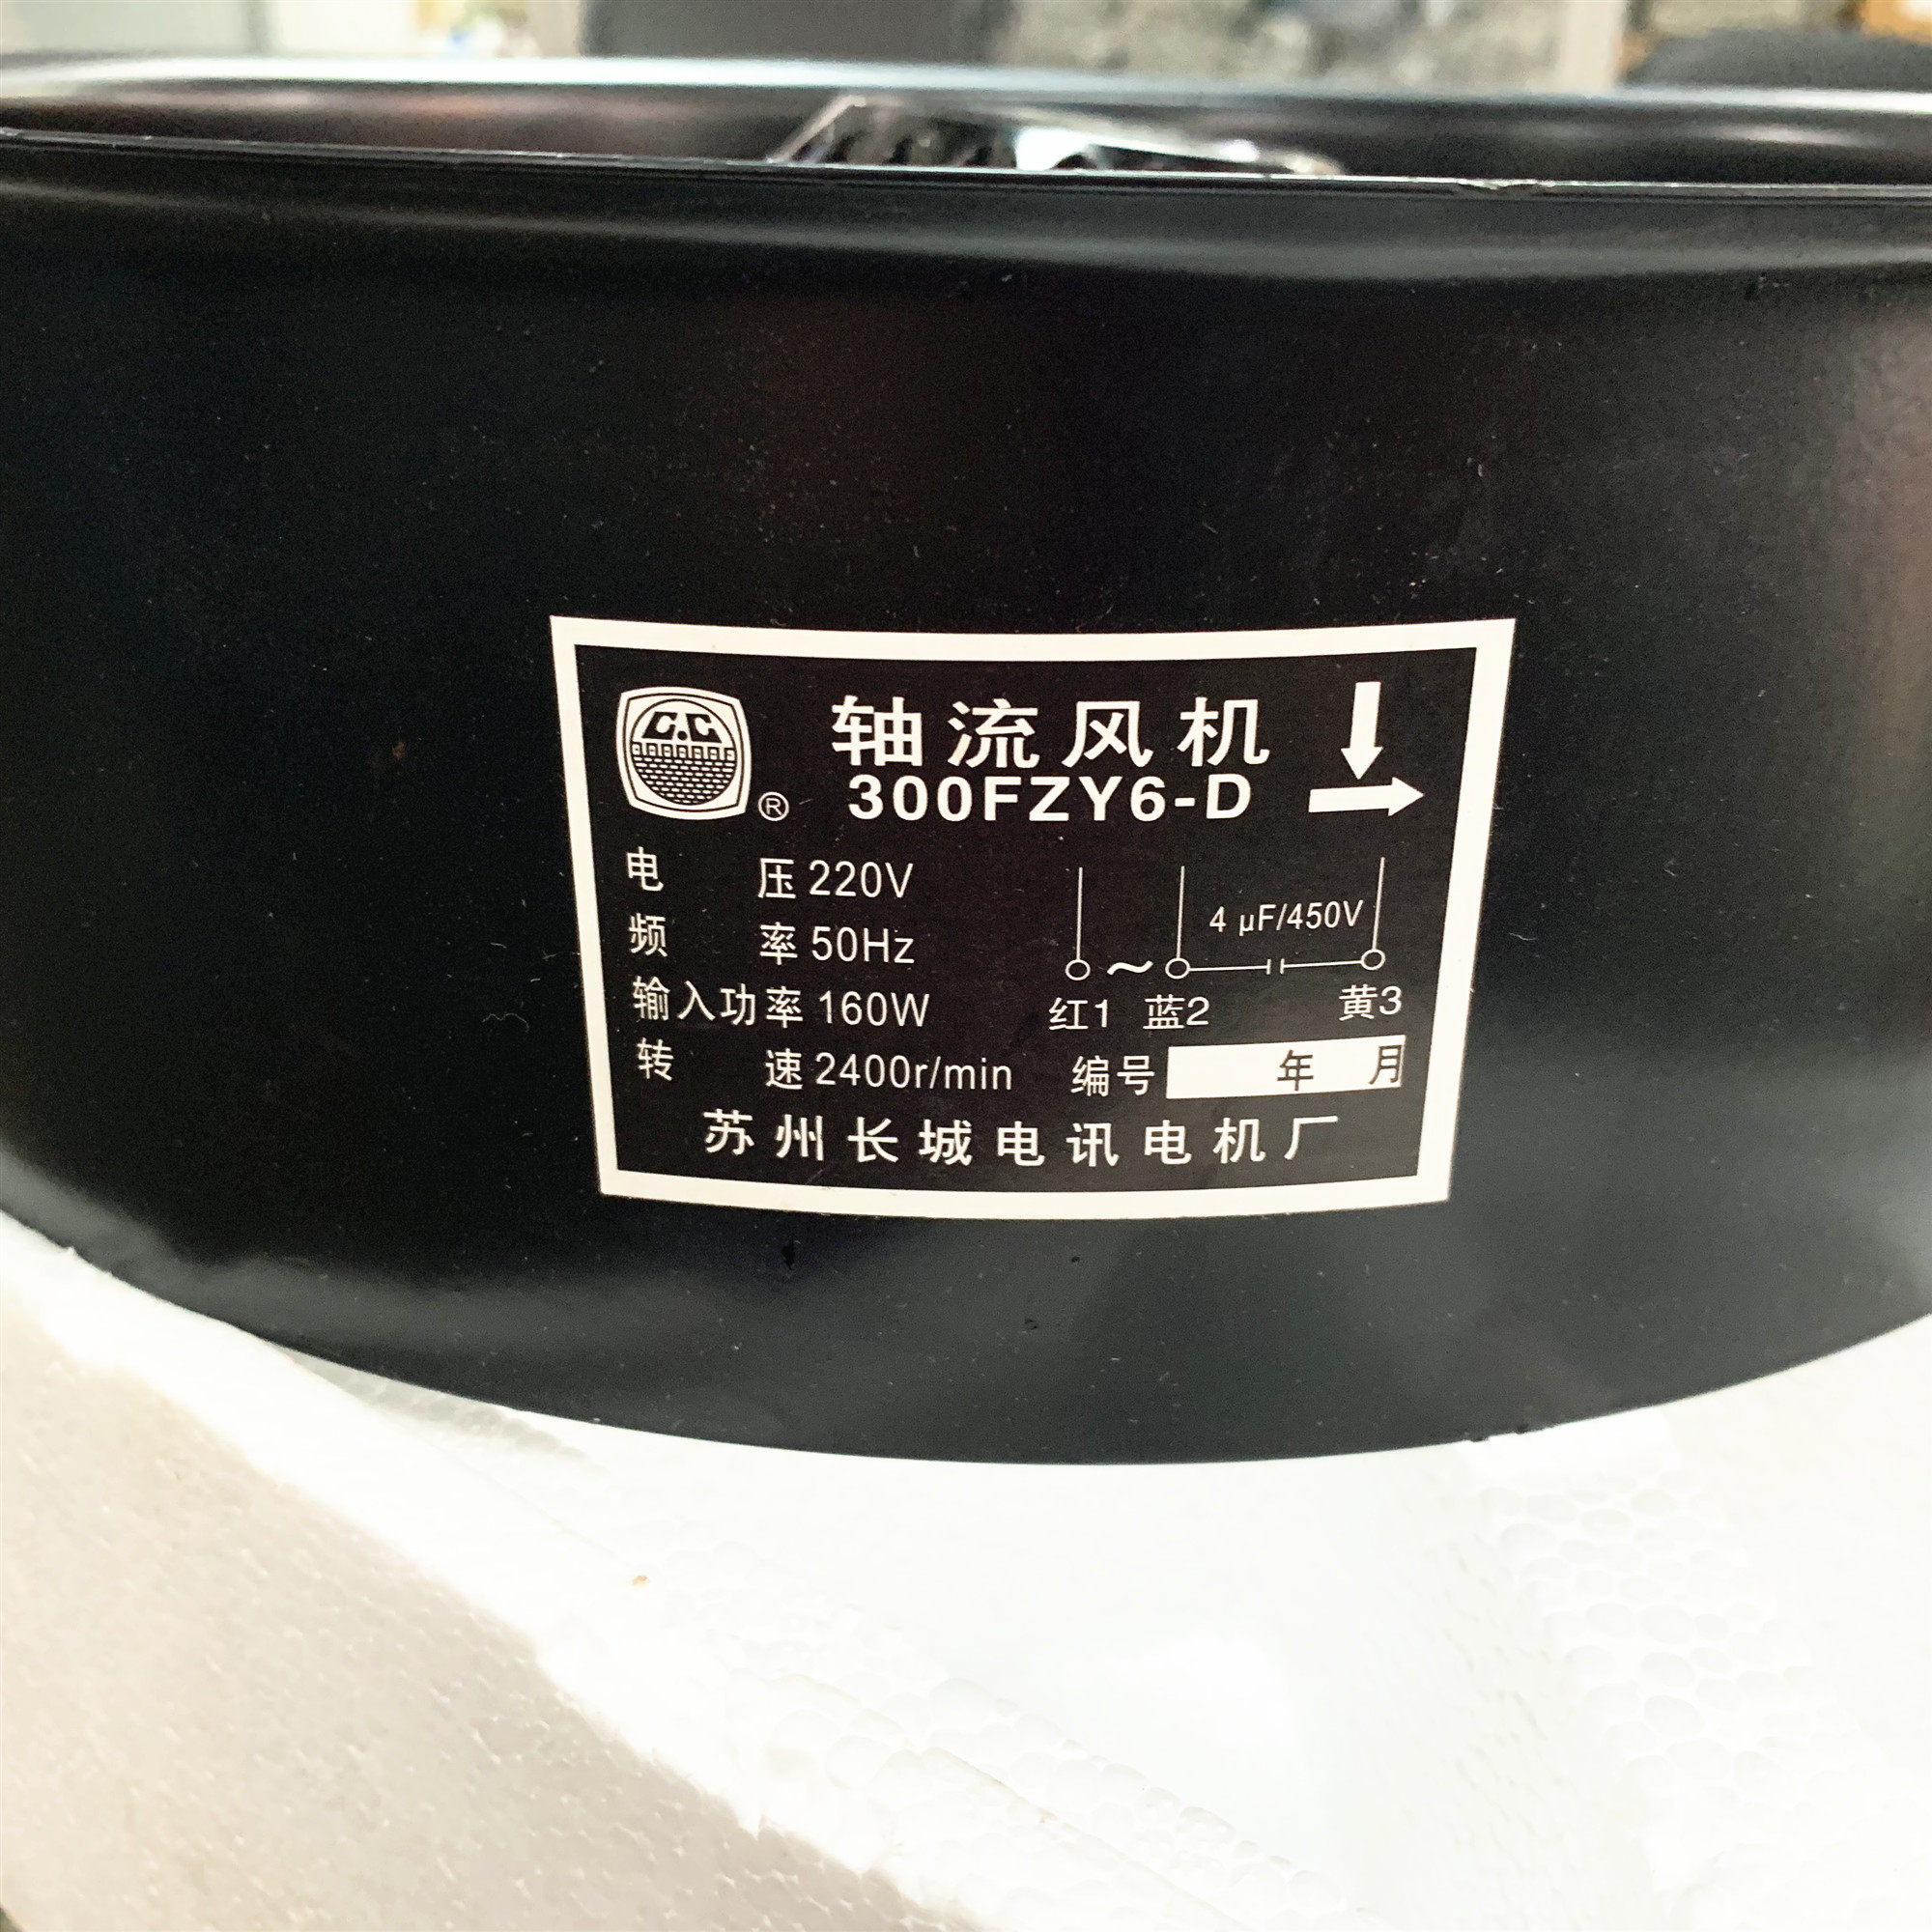 C.C
® 轴流风机
300FZY6-D
电 压 220V
频 率 50Hz
输入功率 160W
转 速 2400r/min
4 μF/450V
~
红1 蓝2 黄3
编号 年 月
苏州长城电讯电机厂